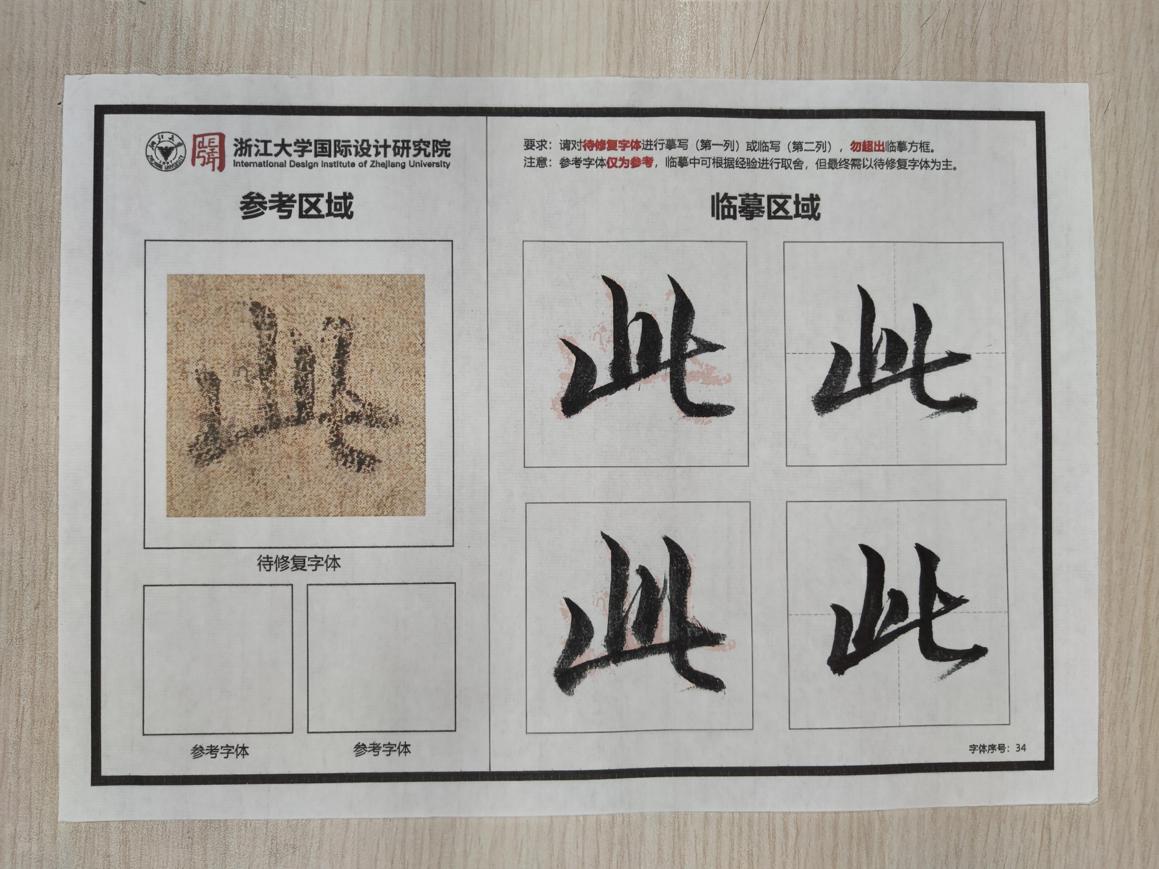 浙江大学国际设计研究院
International Design Institute of Zhejiang University
参考区域
待修复字体
参考字体
参考字体
要求：请对待修复字体进行摹写（第一列）或临写（第二列），勿超出临摹方框。
注意：参考字体仅为参考，临摹中可根据经验进行取舍，但最终需以待修复字体为主。
临摹区域
此
此 此
此 此
字体序号：34